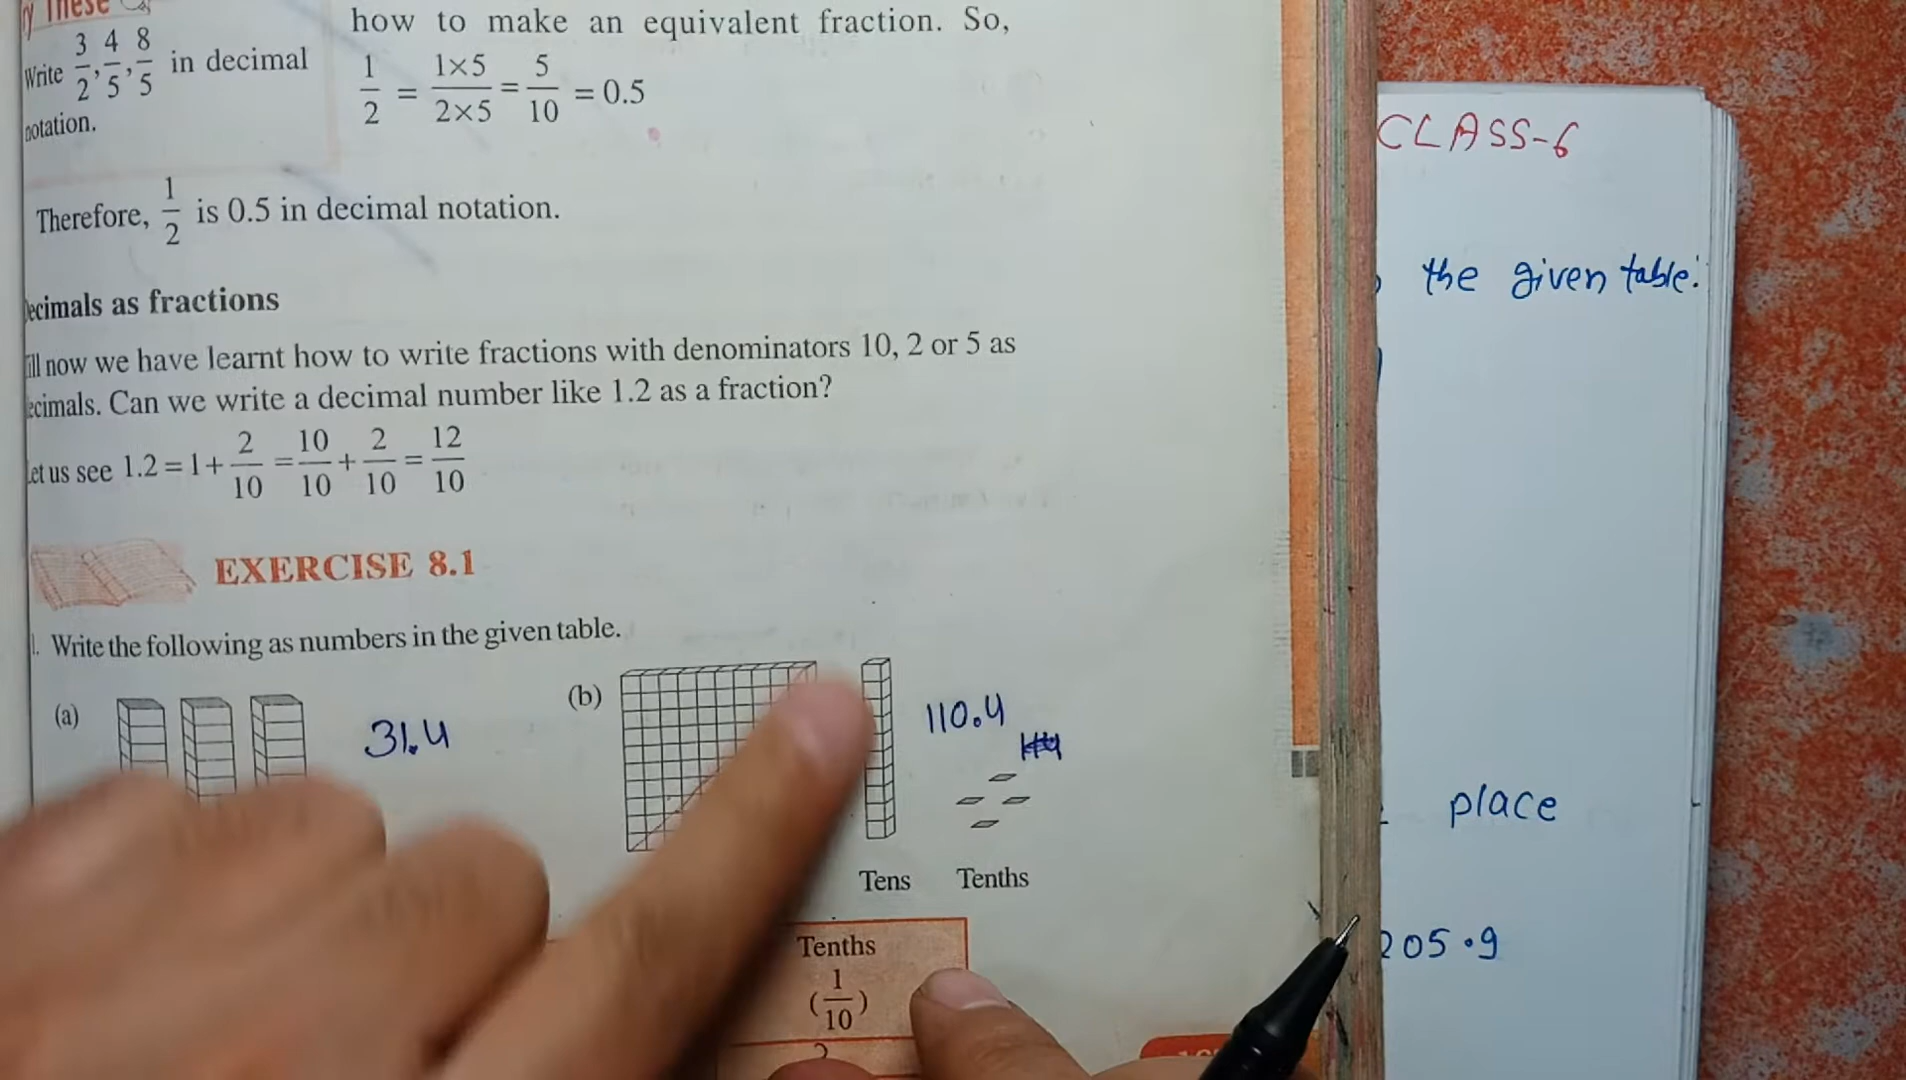 y These
Write 3/2, 4/5, 8/5 in decimal
notation.
how to make an equivalent fraction. So,
1/2 = 1×5/2×5 = 5/10 = 0.5
Therefore, 1/2 is 0.5 in decimal notation.
ecimals as fractions
ill now we have learnt how to write fractions with denominators 10, 2 or 5 as
ecimals. Can we write a decimal number like 1.2 as a fraction?
Let us see 1.2 = 1 + 2/10 = 10/10 + 2/10 = 12/10
EXERCISE 8.1
1. Write the following as numbers in the given table.
(a) 31.4
(b) 110.4
Tens Tenths
Tenths
(1/10)
CLASS-6
the given table:
place
205.9